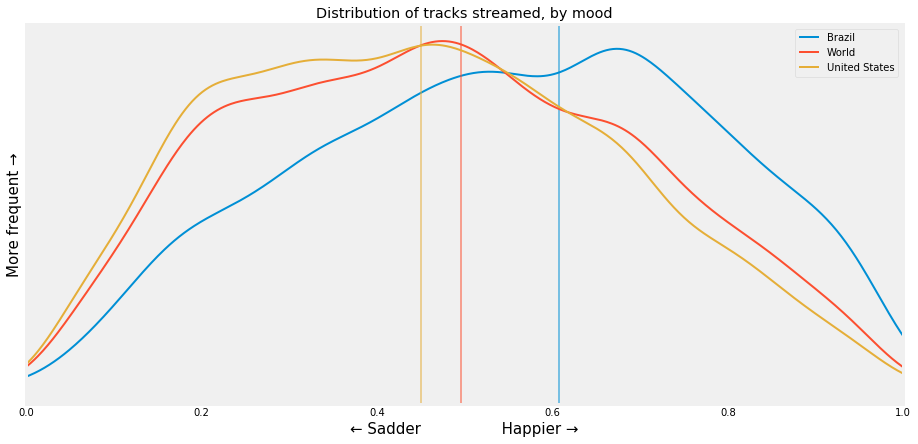 Distribution of tracks streamed, by mood
Brazil
World
United States
More frequent →
0.0 0.2 0.4 0.6 0.8 1.0
← Sadder Happier →